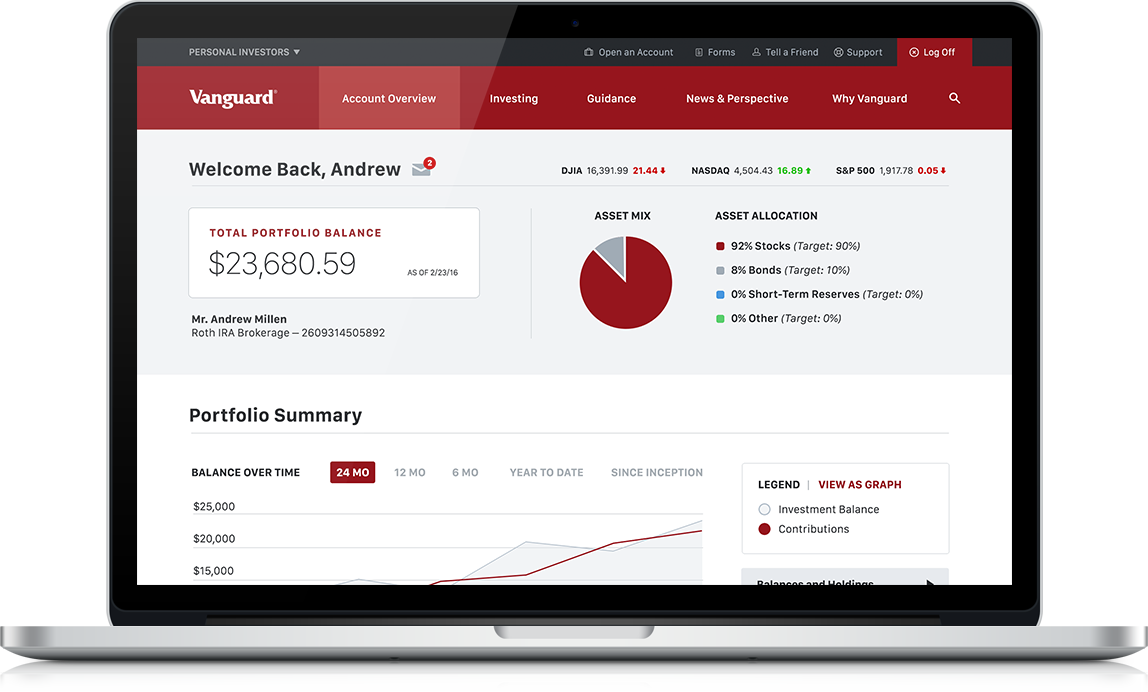 PERSONAL INVESTORS
Open an Account
Forms
Tell a Friend
Support
Log Off
Vanguard®
Account Overview
Investing
Guidance
News & Perspective
Why Vanguard
Welcome Back, Andrew 2
DJIA 16,391.99 21.44
NASDAQ 4,504.43 16.89
S&P 500 1,917.78 0.05
TOTAL PORTFOLIO BALANCE
$23,680.59
AS OF 2/23/16
Mr. Andrew Millen
Roth IRA Brokerage – 2609314505892
ASSET MIX
ASSET ALLOCATION
92% Stocks (Target: 90%)
8% Bonds (Target: 10%)
0% Short-Term Reserves (Target: 0%)
0% Other (Target: 0%)
Portfolio Summary
BALANCE OVER TIME
24 MO
12 MO
6 MO
YEAR TO DATE
SINCE INCEPTION
$25,000
$20,000
$15,000
LEGEND | VIEW AS GRAPH
Investment Balance
Contributions
Balances and Holdings